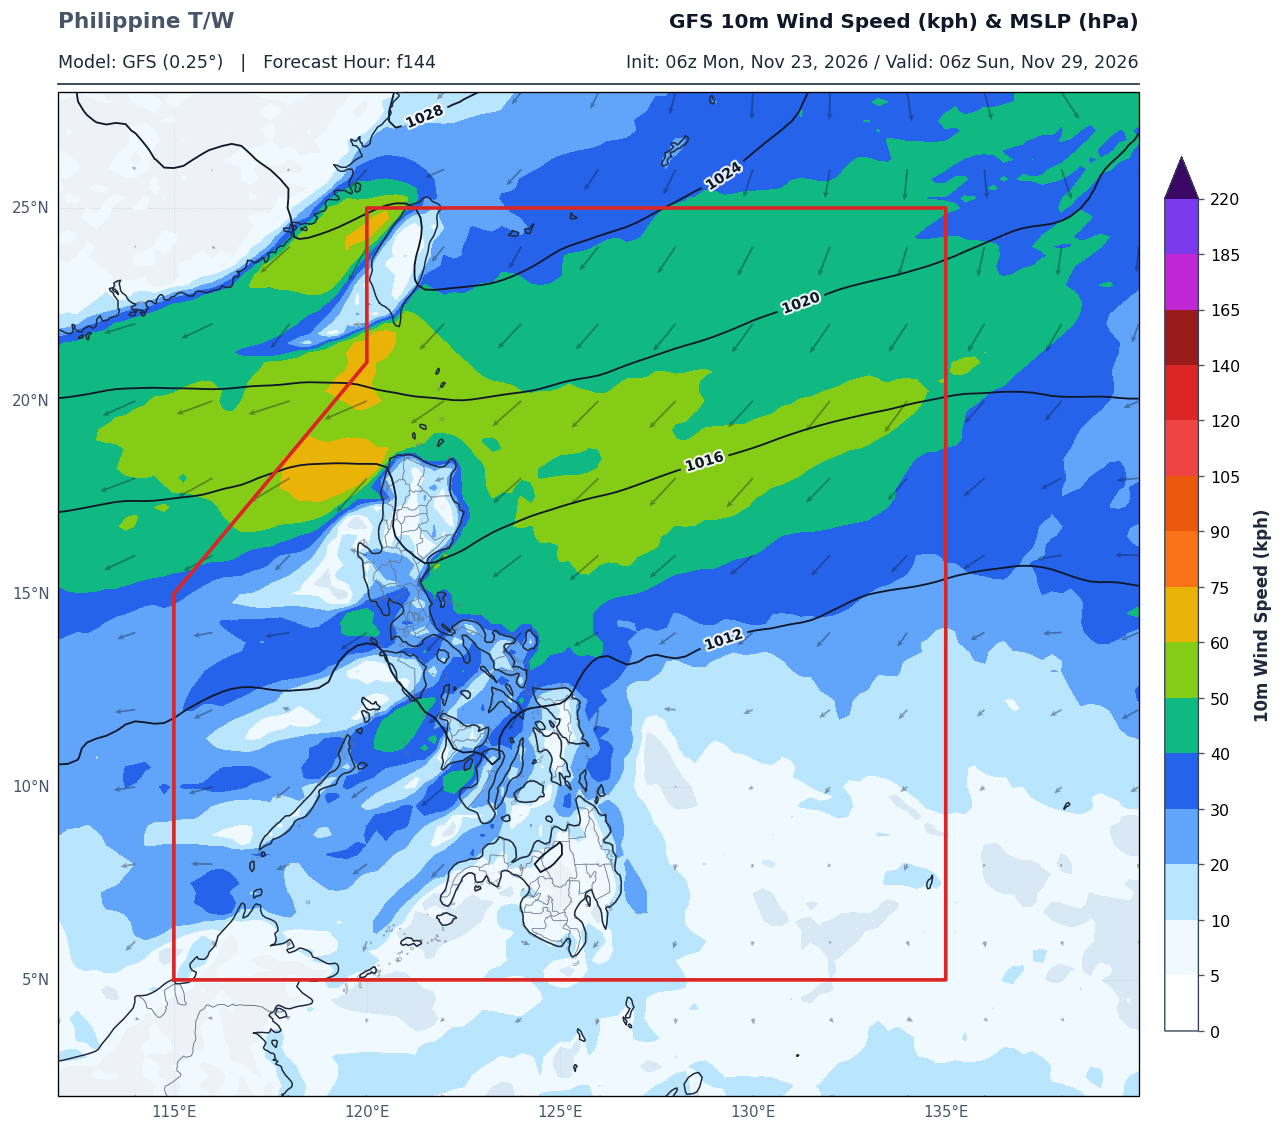 Philippine T/W
GFS 10m Wind Speed (kph) & MSLP (hPa)
Model: GFS (0.25°)   |   Forecast Hour: f144
Init: 06z Mon, Nov 23, 2026 / Valid: 06z Sun, Nov 29, 2026
1028
1024
1020
1016
1012
25°N
20°N
15°N
10°N
5°N
115°E
120°E
125°E
130°E
135°E
220
185
165
140
120
105
90
75
60
50
40
30
20
10
5
0
10m Wind Speed (kph)